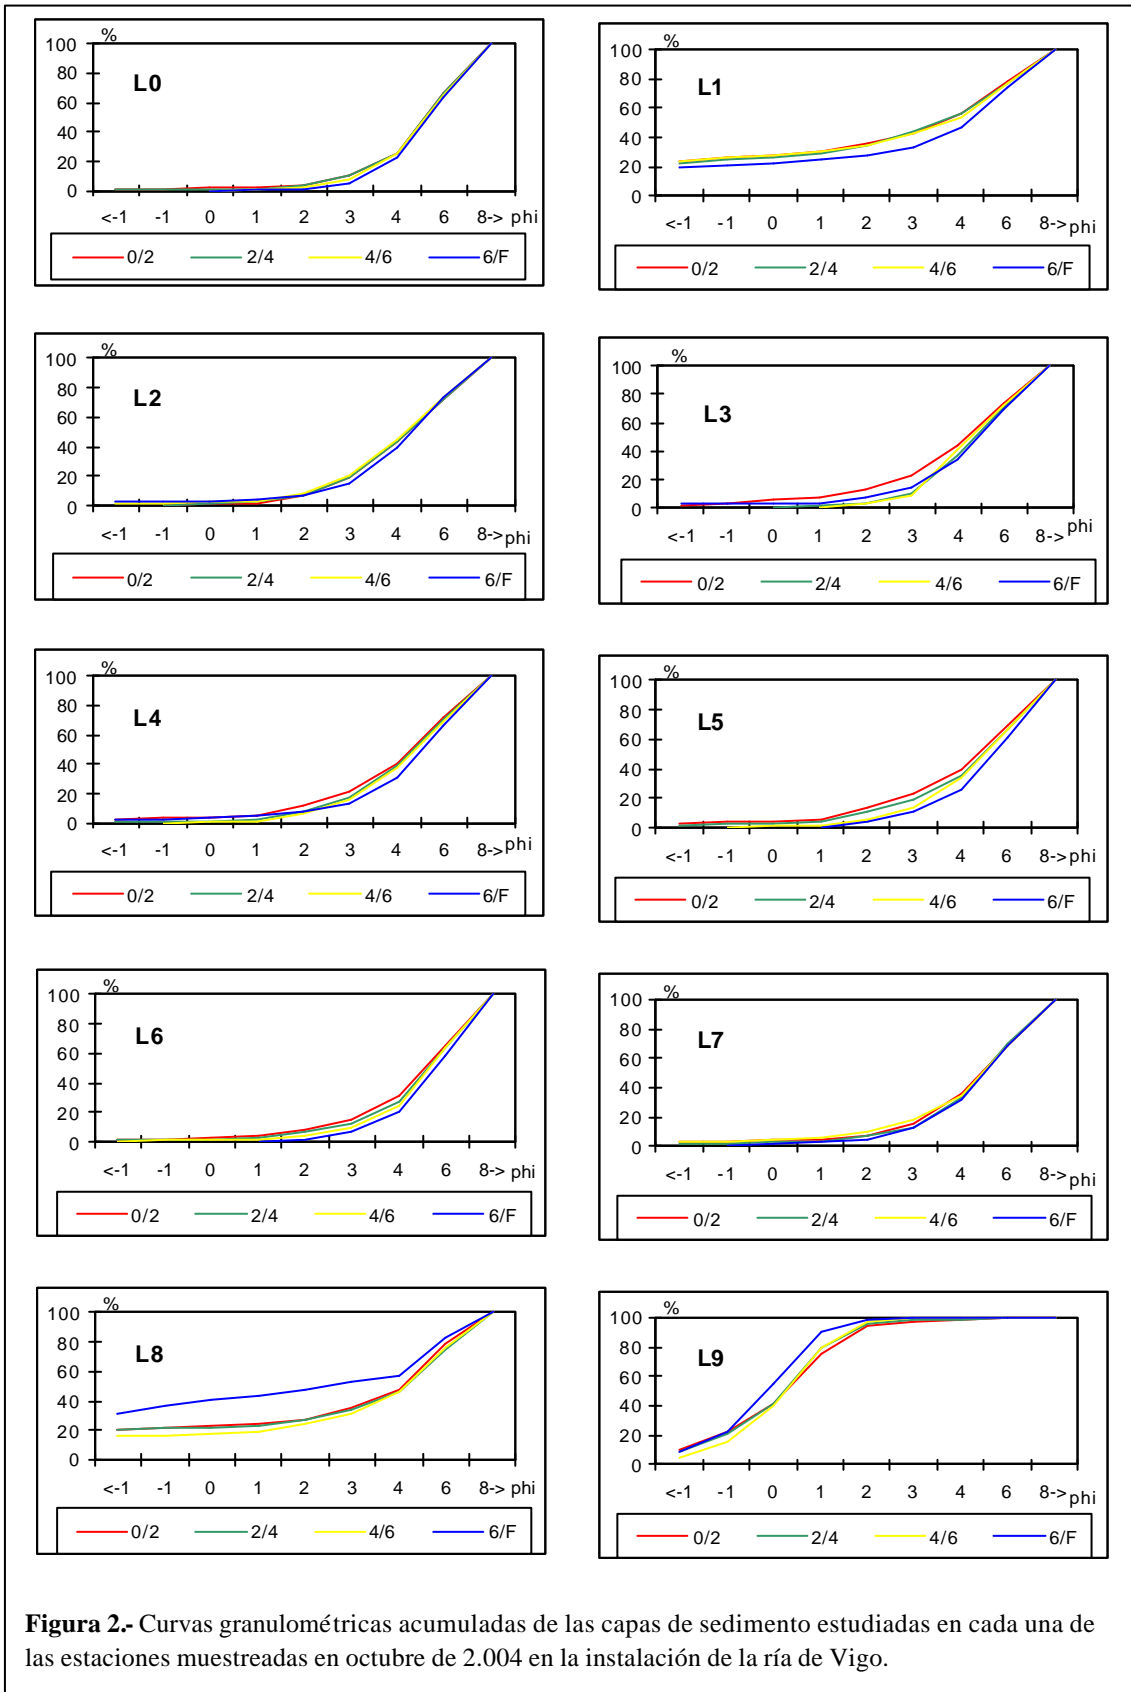 %
100
80
60
40
20
0
L0
<-1 -1 0 1 2 3 4 6 8-> phi
0/2 2/4 4/6 6/F
%
100
80
60
40
20
0
L1
<-1 -1 0 1 2 3 4 6 8-> phi
0/2 2/4 4/6 6/F
%
100
80
60
40
20
0
L2
<-1 -1 0 1 2 3 4 6 8-> phi
0/2 2/4 4/6 6/F
%
100
80
60
40
20
0
L3
<-1 -1 0 1 2 3 4 6 8-> phi
0/2 2/4 4/6 6/F
%
100
80
60
40
20
0
L4
<-1 -1 0 1 2 3 4 6 8-> phi
0/2 2/4 4/6 6/F
%
100
80
60
40
20
0
L5
<-1 -1 0 1 2 3 4 6 8-> phi
0/2 2/4 4/6 6/F
%
100
80
60
40
20
0
L6
<-1 -1 0 1 2 3 4 6 8-> phi
0/2 2/4 4/6 6/F
%
100
80
60
40
20
0
L7
<-1 -1 0 1 2 3 4 6 8-> phi
0/2 2/4 4/6 6/F
%
100
80
60
40
20
0
L8
<-1 -1 0 1 2 3 4 6 8-> phi
0/2 2/4 4/6 6/F
%
100
80
60
40
20
0
L9
<-1 -1 0 1 2 3 4 6 8-> phi
0/2 2/4 4/6 6/F
Figura 2.- Curvas granulométricas acumuladas de las capas de sedimento estudiadas en cada una de
las estaciones muestreadas en octubre de 2.004 en la instalación de la ría de Vigo.